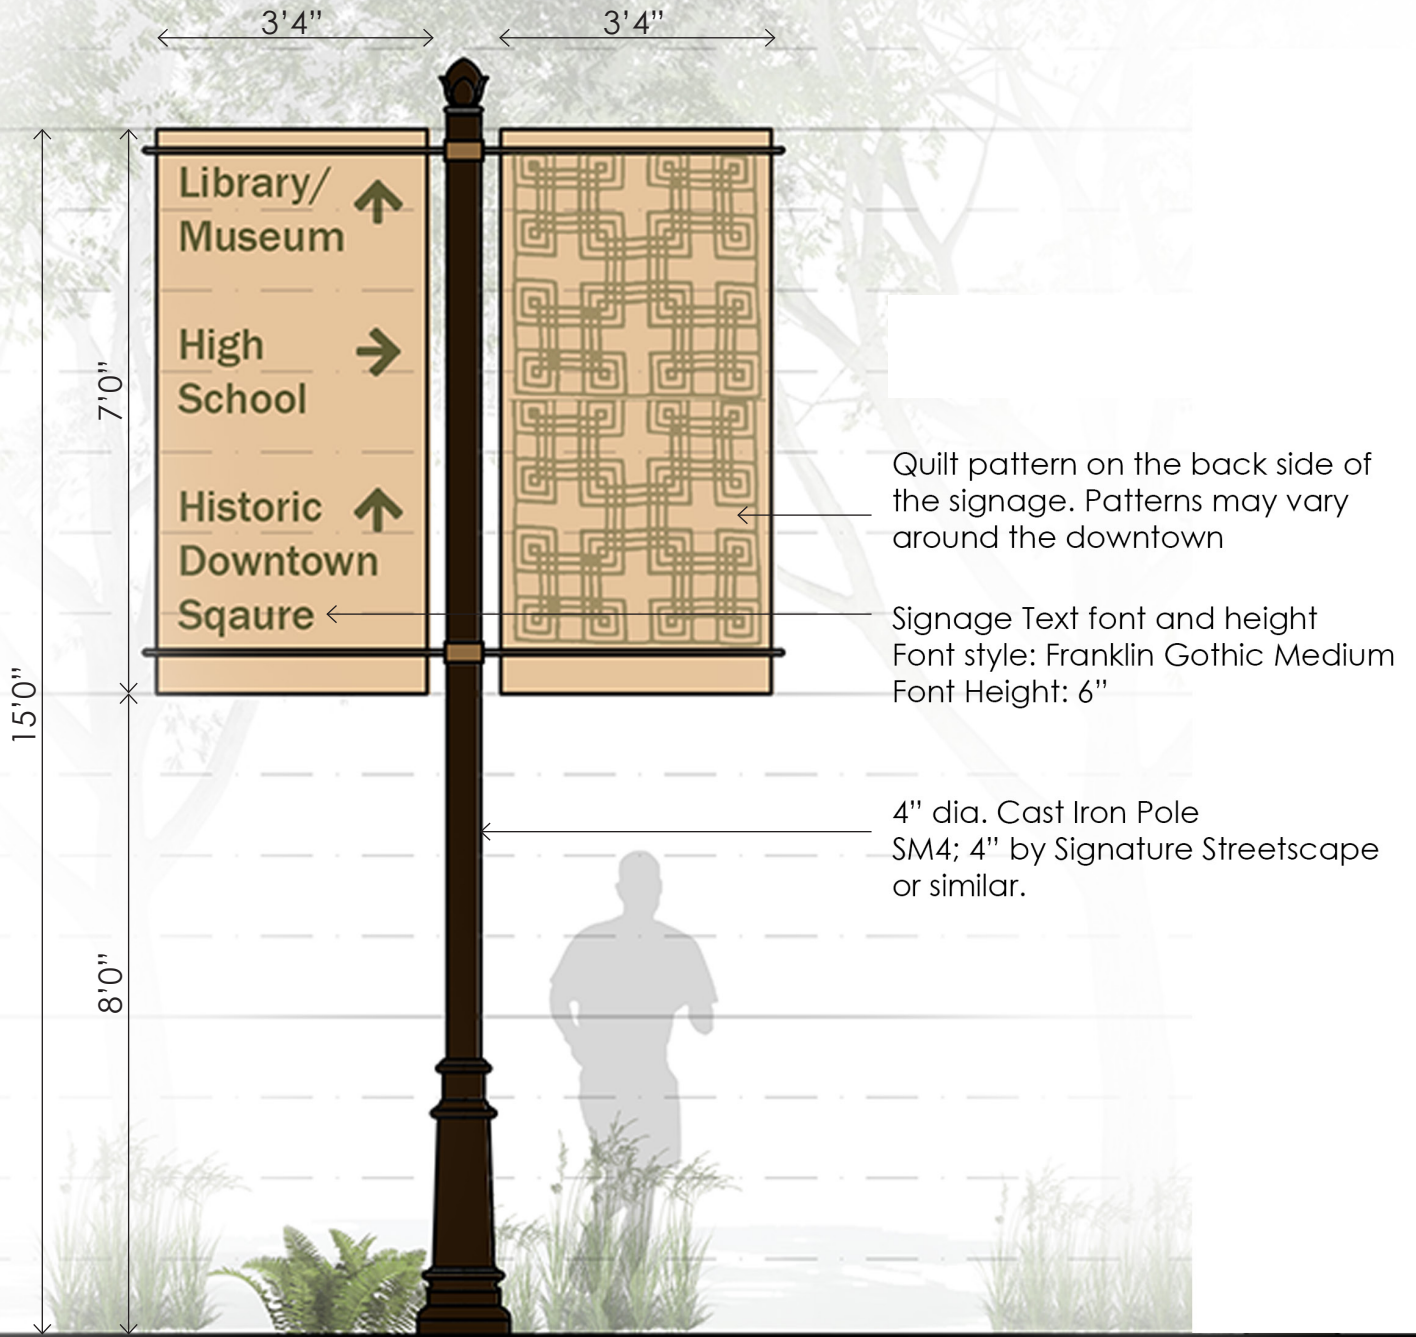 3’4”
3’4”
Library/
Museum
High
School
Historic
Downtown
Sqaure
7’0”
15’0”
8’0”
Quilt pattern on the back side of
the signage. Patterns may vary
around the downtown
Signage Text font and height
Font style: Franklin Gothic Medium
Font Height: 6”
4” dia. Cast Iron Pole
SM4; 4” by Signature Streetscape
or similar.